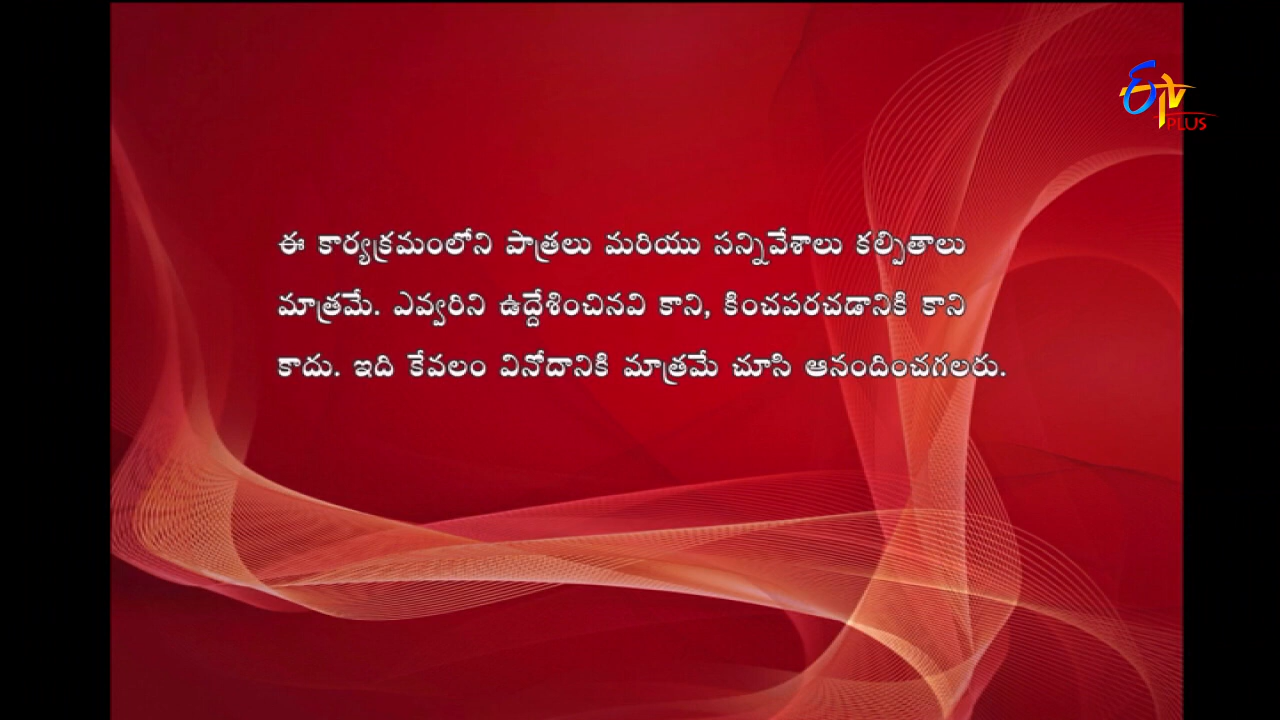 ETV
PLUS
ఈ కార్యక్రమంలోని పాత్రలు మరియు సన్నివేశాలు కల్పితాలు
మాత్రమే. ఎవ్వరిని ఉద్దేశించినవి కాని, కించపరచడానికి కాని
కాదు. ఇది కేవలం వినోదానికి మాత్రమే చూసి ఆనందించగలరు.